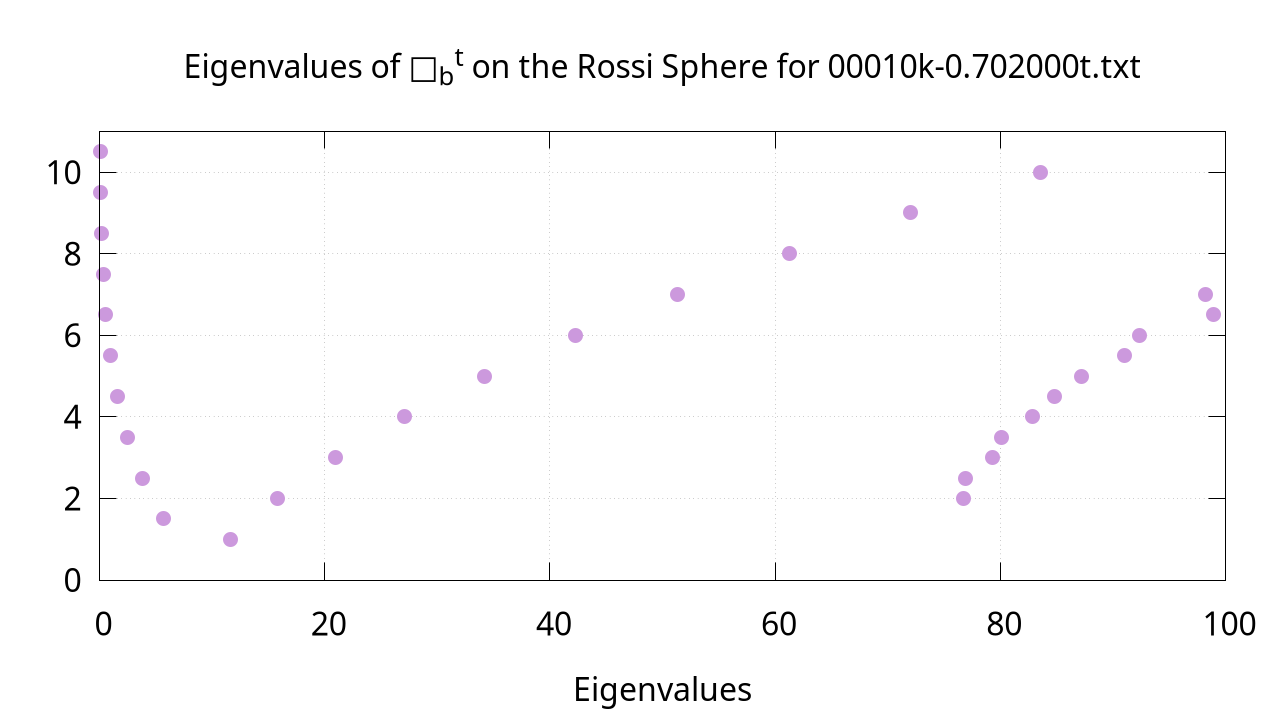 Eigenvalues of □bt on the Rossi Sphere for 00010k-0.702000t.txt
10
8
6
4
2
0
0 20 40 60 80 100
Eigenvalues